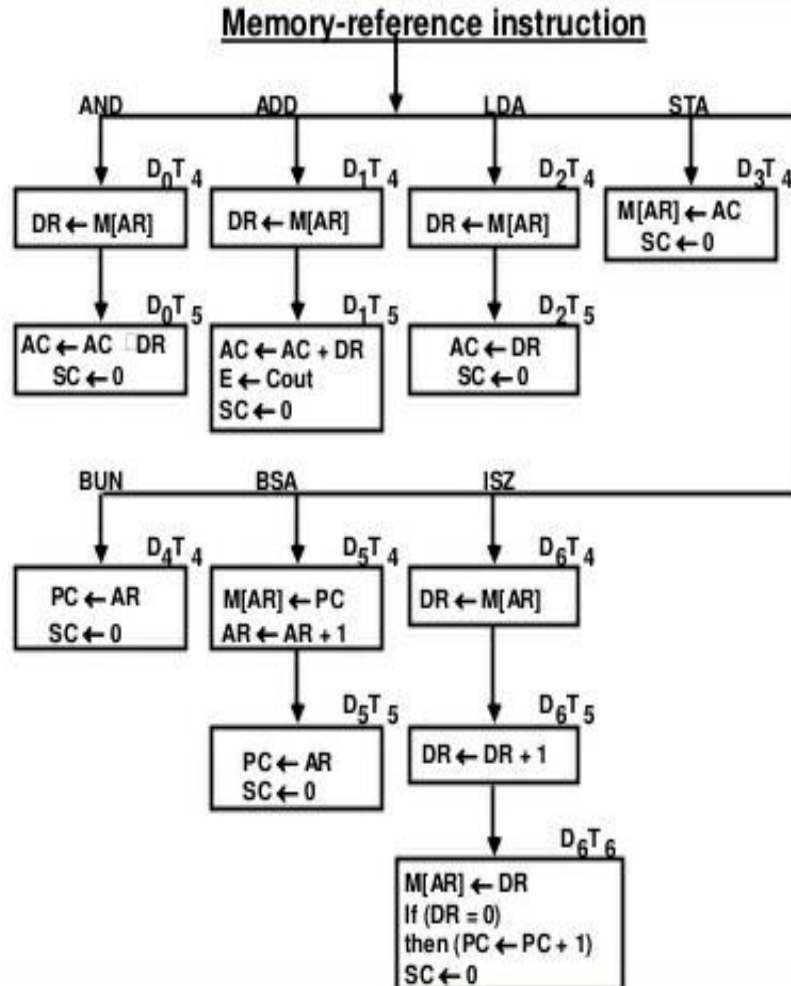 Memory-reference instruction
AND ADD LDA STA
D0T4 D1T4 D2T4 D3T4
DR ← M[AR]
DR ← M[AR]
DR ← M[AR]
M[AR] ← AC
SC ← 0
D0T5 D1T5 D2T5
AC ← AC DR
SC ← 0
AC ← AC + DR
E ← Cout
SC ← 0
AC ← DR
SC ← 0
BUN BSA ISZ
D4T4 D5T4 D6T4
PC ← AR
SC ← 0
M[AR] ← PC
AR ← AR + 1
DR ← M[AR]
D5T5 D6T5
PC ← AR
SC ← 0
DR ← DR + 1
D6T6
M[AR] ← DR
If (DR = 0)
then (PC ← PC + 1)
SC ← 0